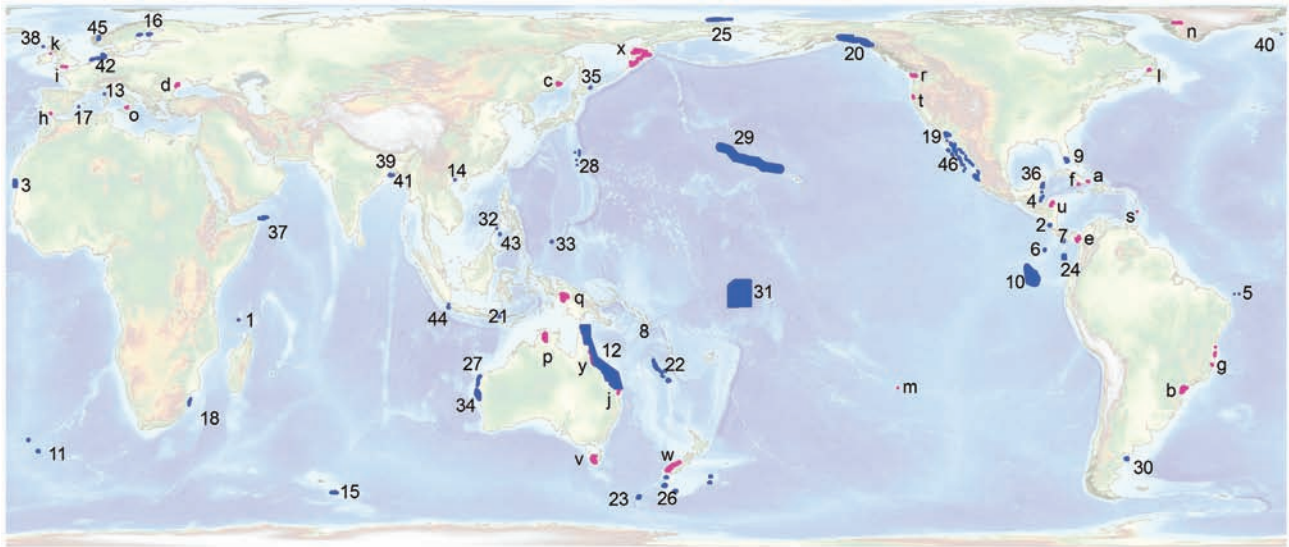 45 16 25 n
38 k 20 40
42 x
i r l
13 c 35
d t
h 17 o 19
29 46 9
39 28 36 a
3 14 f
41 4 u s
37 32 2
43 33 7 e
6 24
10 5
q 31
1 44 21 8
p 12 22 g
27 y
j m b
18 34
11 v w 30
15 23 26